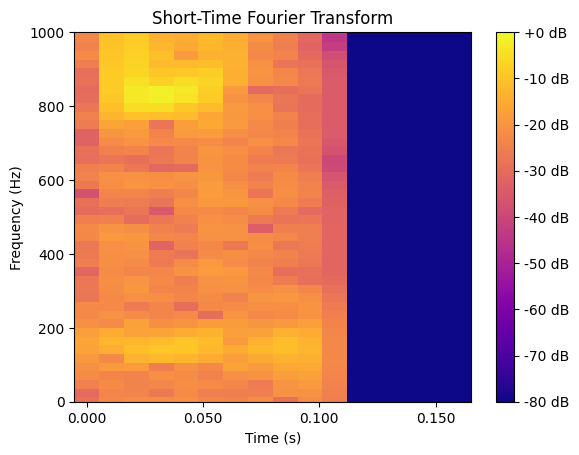 Short-Time Fourier Transform
1000
800
600
400
200
0
Frequency (Hz)
0.000
0.050
0.100
0.150
Time (s)
+0 dB
-10 dB
-20 dB
-30 dB
-40 dB
-50 dB
-60 dB
-70 dB
-80 dB